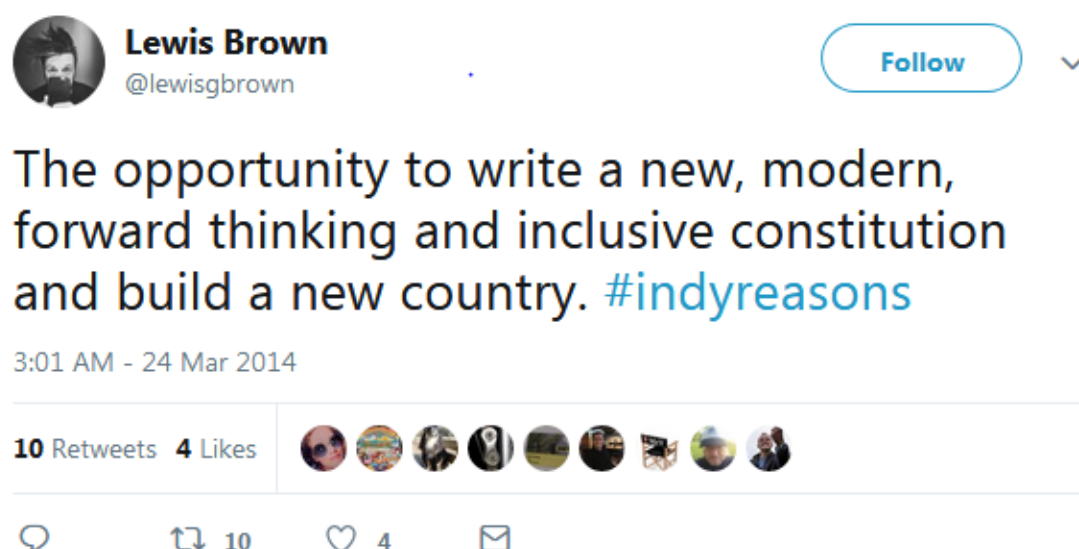 Lewis Brown
@lewisgbrown
Follow
The opportunity to write a new, modern,
forward thinking and inclusive constitution
and build a new country. #indyreasons
3:01 AM - 24 Mar 2014
10 Retweets 4 Likes
10 4